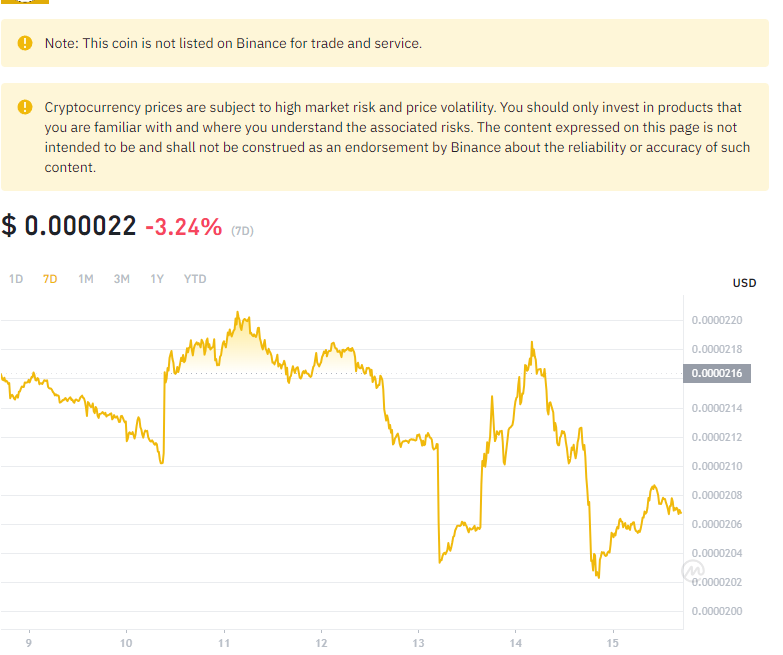 Note: This coin is not listed on Binance for trade and service.
Cryptocurrency prices are subject to high market risk and price volatility. You should only invest in products that
you are familiar with and where you understand the associated risks. The content expressed on this page is not
intended to be and shall not be construed as an endorsement by Binance about the reliability or accuracy of such
content.
$ 0.000022 -3.24% (7D)
1D 7D 1M 3M 1Y YTD
USD
0.0000220
0.0000218
0.0000216
0.0000214
0.0000212
0.0000210
0.0000208
0.0000206
0.0000204
0.0000202
0.0000200
9 10 11 12 13 14 15